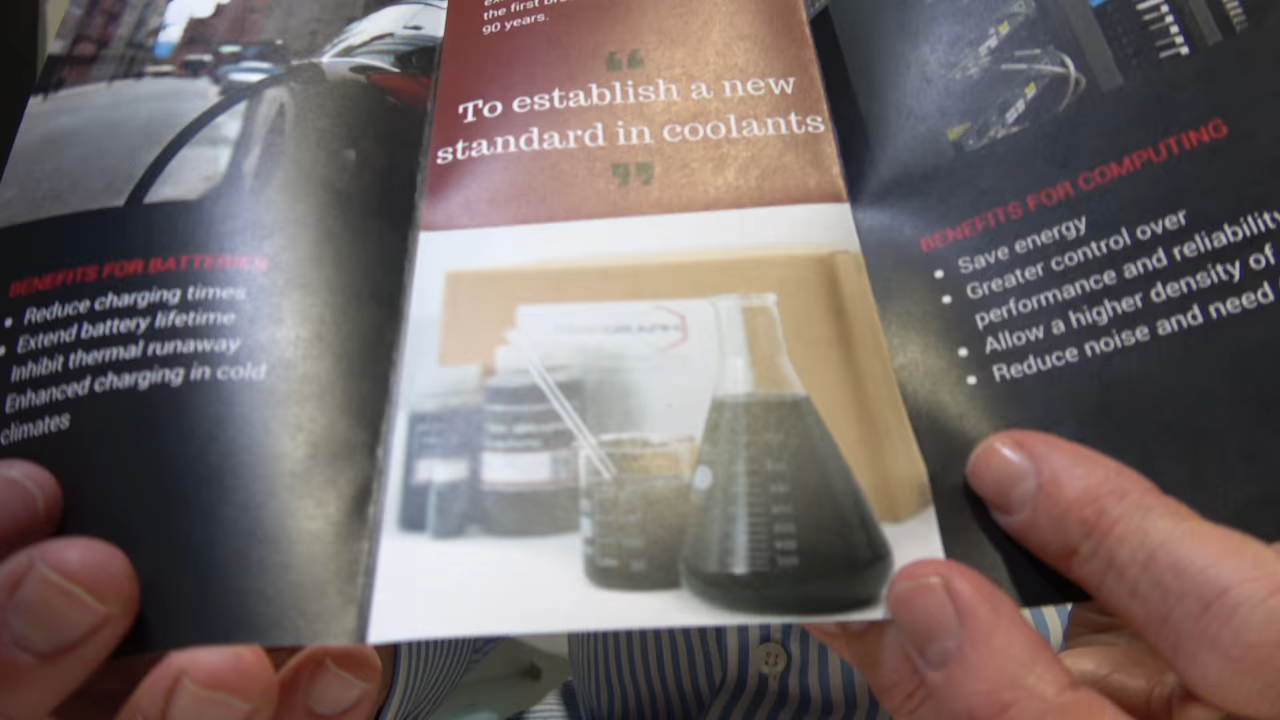 the first
90 years.
“
To establish a new
standard in coolants
”
BENEFITS FOR BATTERIES
• Reduce charging times
• Extend battery lifetime
Inhibit thermal runaway
Enhanced charging in cold
climates
BENEFITS FOR COMPUTING
• Save energy
• Greater control over
performance and reliability
• Allow a higher density of
• Reduce noise and need